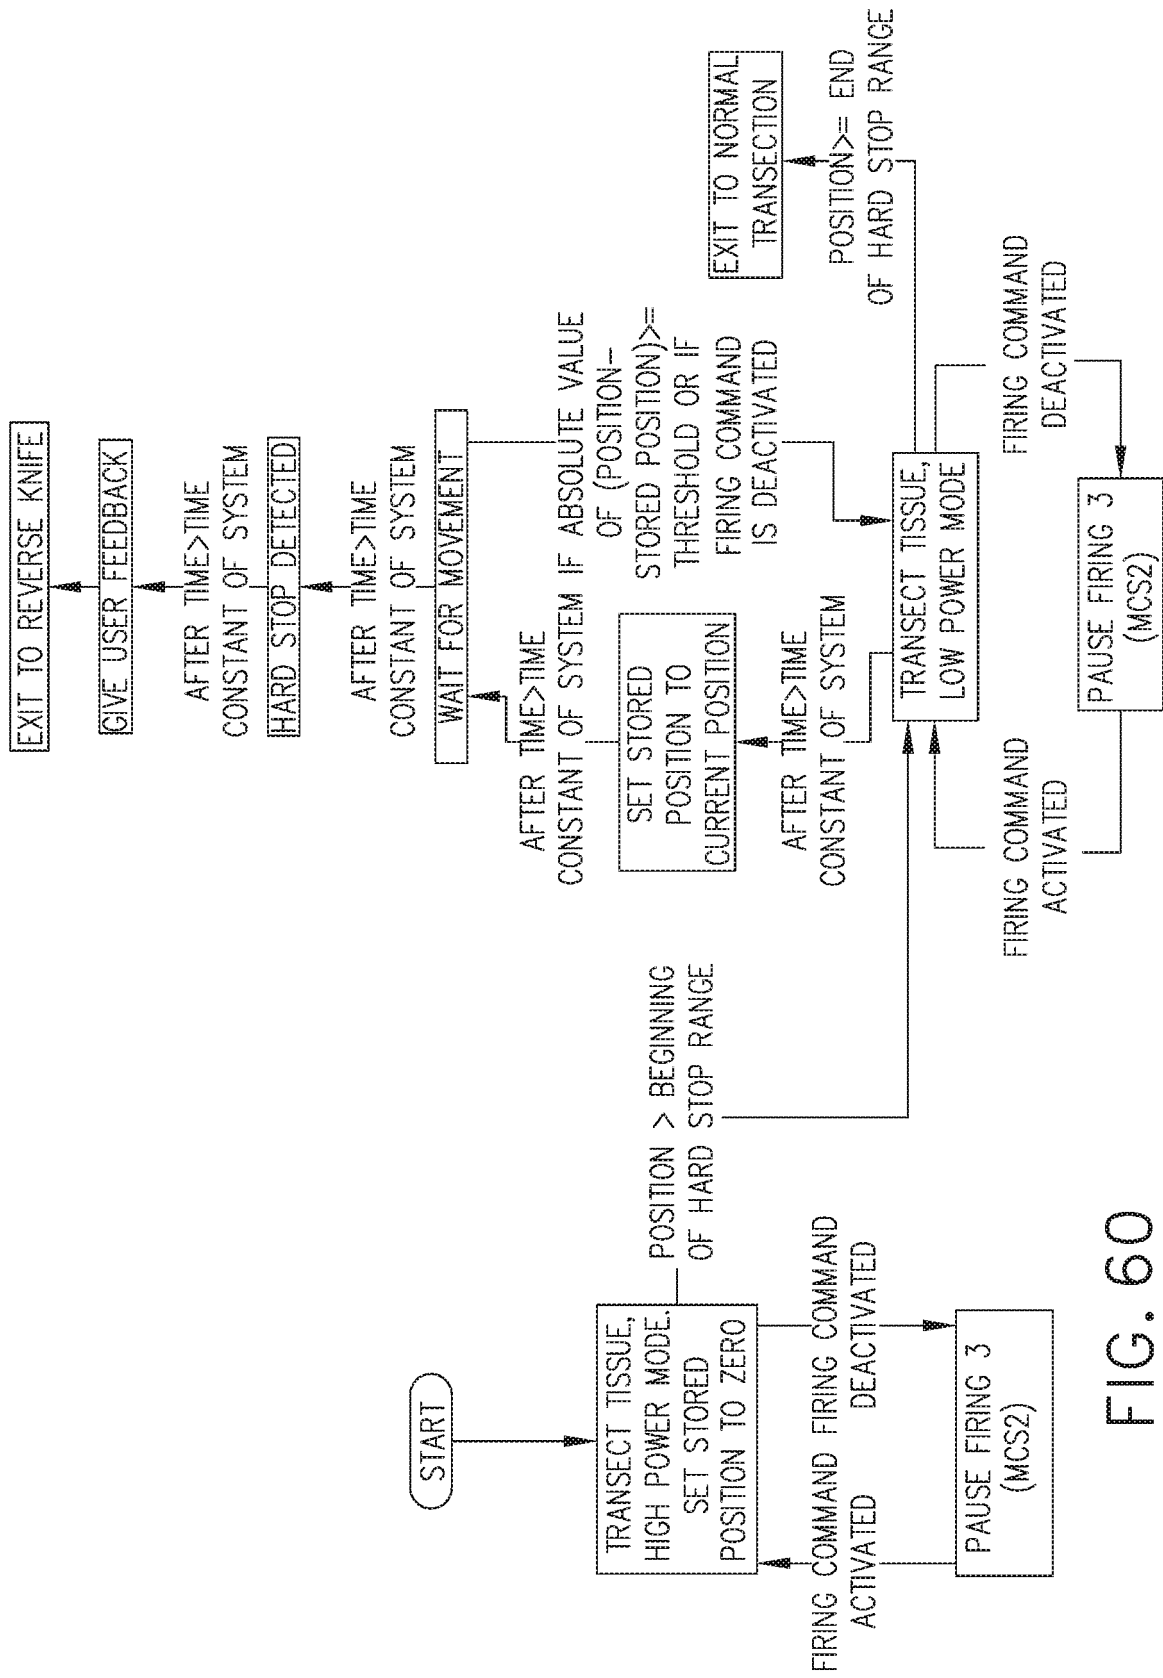 START
TRANSECT TISSUE,
HIGH POWER MODE.
SET STORED
POSITION TO ZERO
FIRING COMMAND
ACTIVATED
FIRING COMMAND
DEACTIVATED
PAUSE FIRING 3
(MCS2)
POSITION > BEGINNING
OF HARD STOP RANGE
EXIT TO REVERSE KNIFE
GIVE USER FEEDBACK
AFTER TIME>TIME
CONSTANT OF SYSTEM
HARD STOP DETECTED
AFTER TIME>TIME
CONSTANT OF SYSTEM
WAIT FOR MOVEMENT
AFTER TIME>TIME
CONSTANT OF SYSTEM IF ABSOLUTE VALUE
OF (POSITION-
STORED POSITION)>=
THRESHOLD OR IF
FIRING COMMAND
IS DEACTIVATED
SET STORED
POSITION TO
CURRENT POSITION
AFTER TIME>TIME
CONSTANT OF SYSTEM
TRANSECT TISSUE,
LOW POWER MODE
EXIT TO NORMAL
TRANSECTION
POSITION>= END
OF HARD STOP RANGE
FIRING COMMAND
ACTIVATED
FIRING COMMAND
DEACTIVATED
PAUSE FIRING 3
(MCS2)
FIG. 60